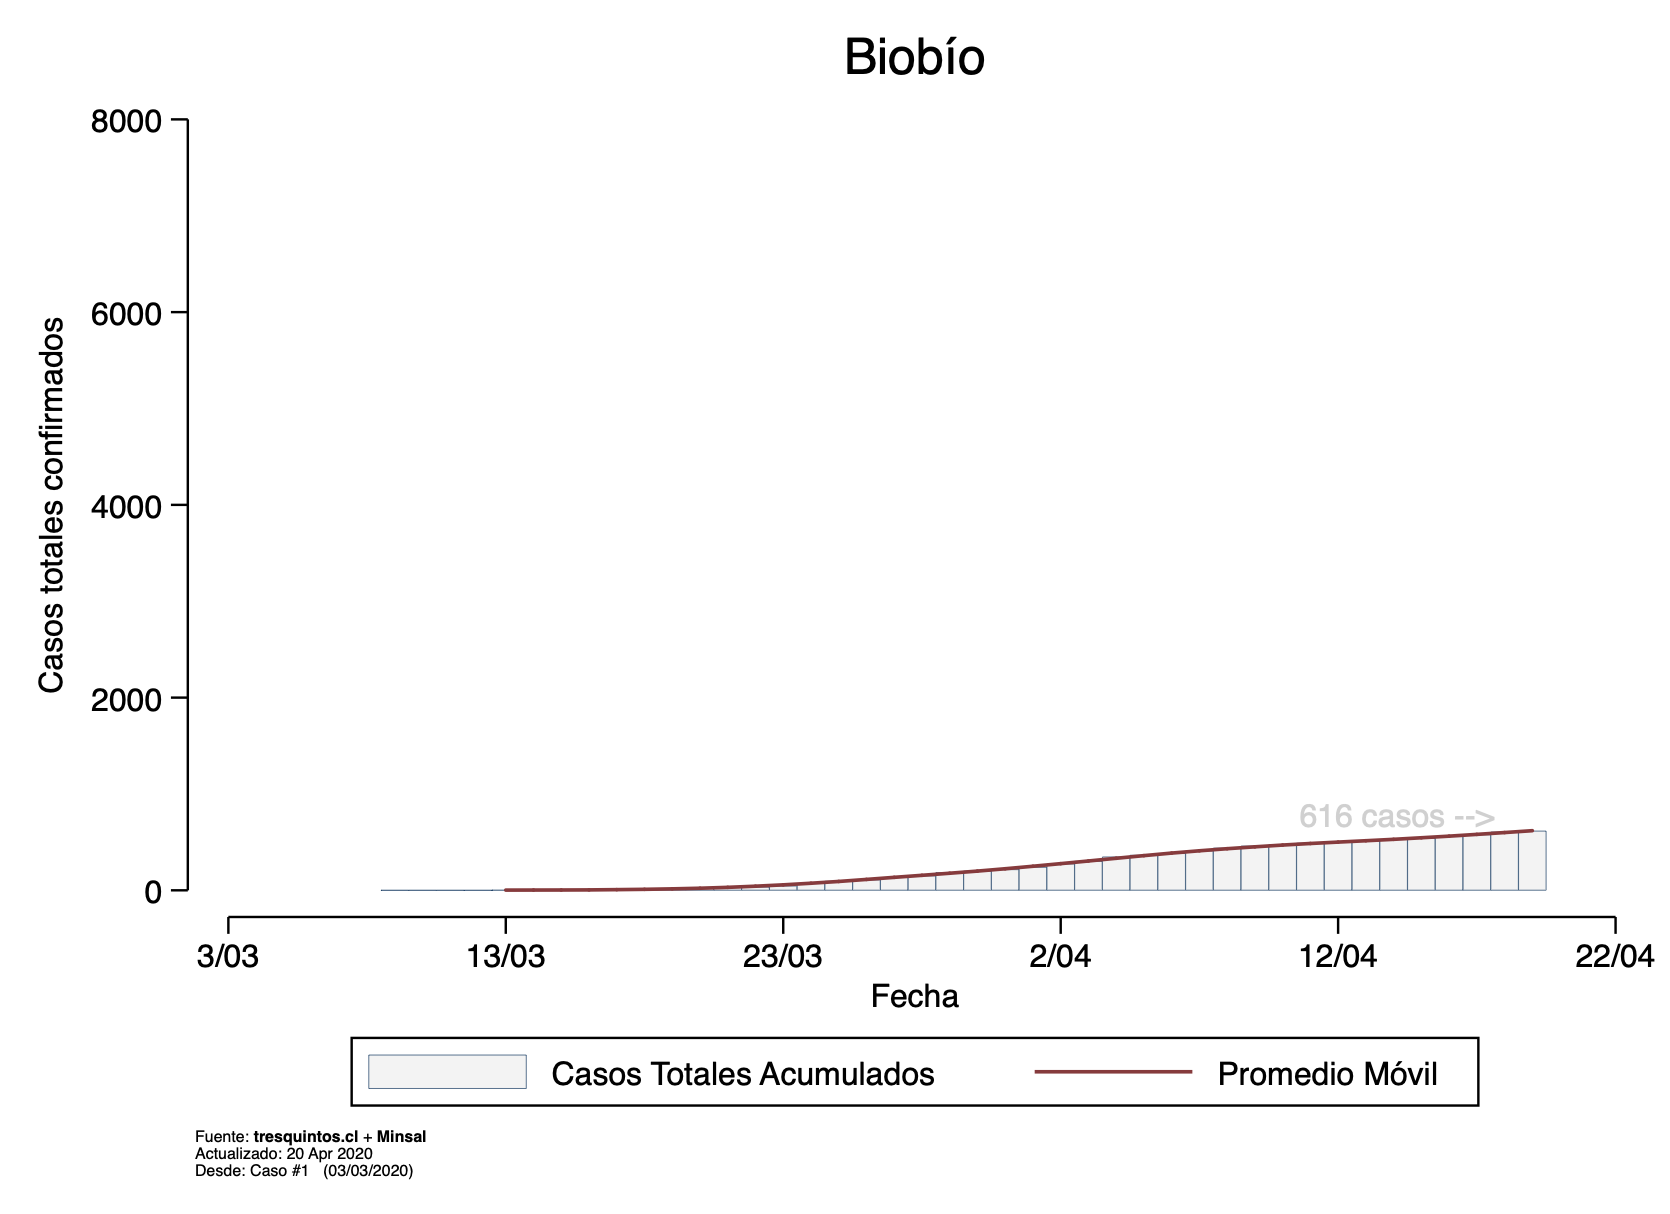 Biobío
8000
6000
4000
2000
0
Casos totales confirmados
616 casos -->
3/03 13/03 23/03 2/04 12/04 22/04
Fecha
Casos Totales Acumulados Promedio Móvil
Fuente: tresquintos.cl + Minsal
Actualizado: 20 Apr 2020
Desde: Caso #1 (03/03/2020)